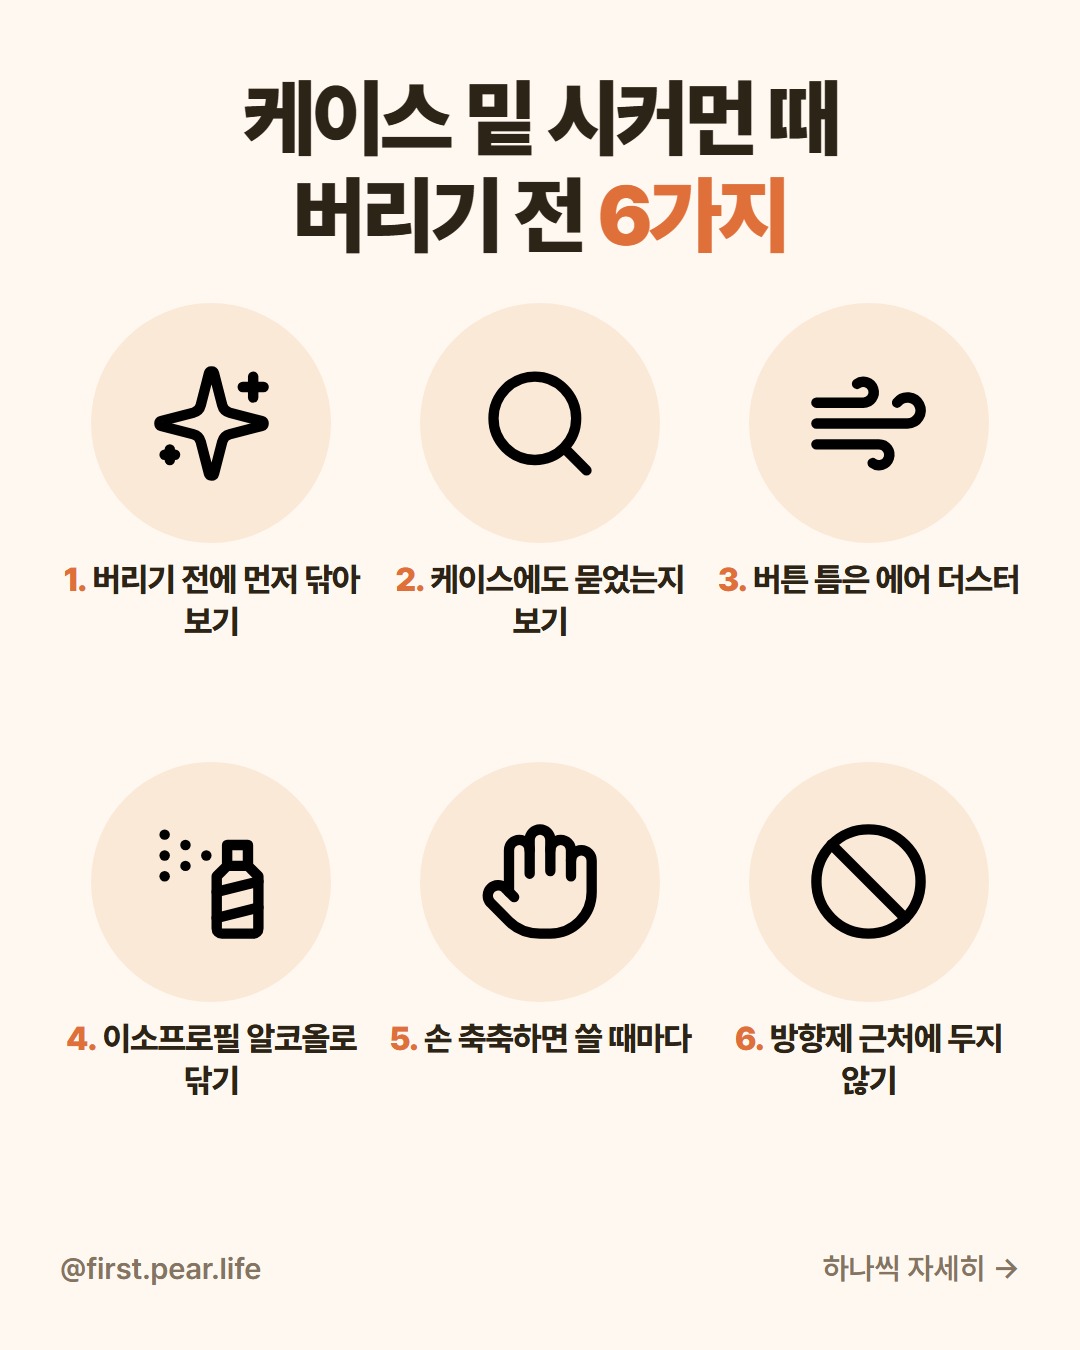 케이스 밑 시커먼 때
버리기 전 6가지
1. 버리기 전에 먼저 닦아
보기
2. 케이스에도 묻었는지
보기
3. 버튼 틈은 에어 더스터
4. 이소프로필 알코올로
닦기
5. 손 축축하면 쓸 때마다
6. 방향제 근처에 두지
않기
@first.pear.life
하나씩 자세히 →